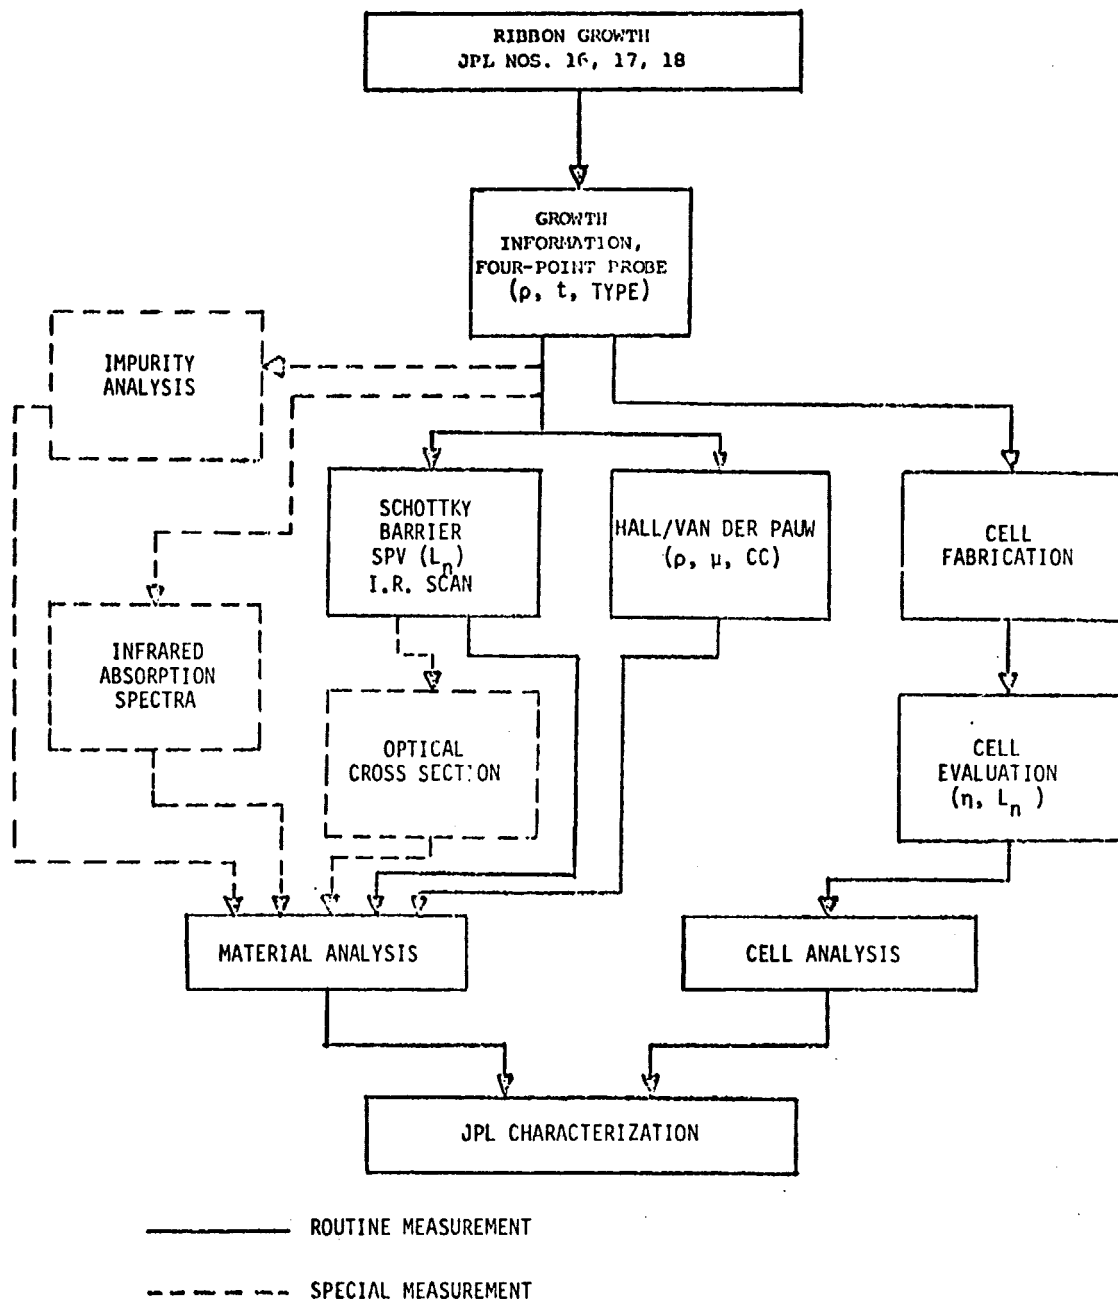 RIBBON GROWTH
JPL NOS. 16, 17, 18
GROWTH
INFORMATION,
FOUR-POINT PROBE
(ρ, t, TYPE)
IMPURITY
ANALYSIS
SCHOTTKY
BARRIER
SPV (Ln)
I.R. SCAN
HALL/VAN DER PAUW
(ρ, μ, CC)
CELL
FABRICATION
INFRARED
ABSORPTION
SPECTRA
OPTICAL
CROSS SECTION
CELL
EVALUATION
(η, Ln )
MATERIAL ANALYSIS
CELL ANALYSIS
JPL CHARACTERIZATION
ROUTINE MEASUREMENT
SPECIAL MEASUREMENT